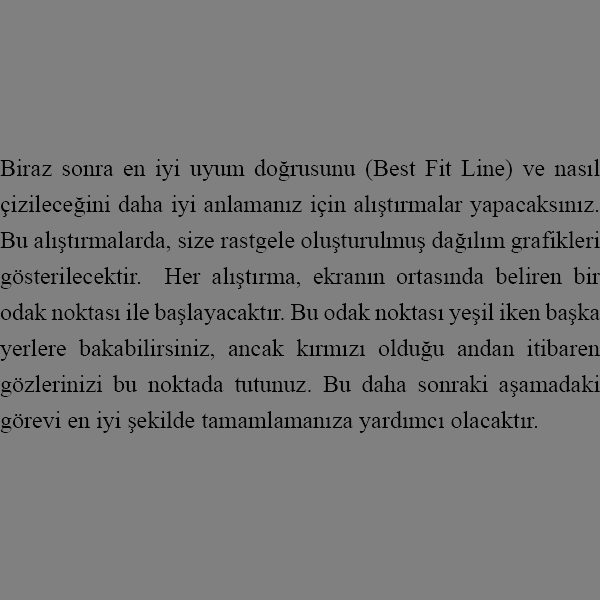 Biraz sonra en iyi uyum doğrusunu (Best Fit Line) ve nasıl
çizileceğini daha iyi anlamanız için alıştırmalar yapacaksınız.
Bu alıştırmalarda, size rastgele oluşturulmuş dağılım grafikleri
gösterilecektir.  Her alıştırma, ekranın ortasında beliren bir
odak noktası ile başlayacaktır. Bu odak noktası yeşil iken başka
yerlere bakabilirsiniz, ancak kırmızı olduğu andan itibaren
gözlerinizi bu noktada tutunuz. Bu daha sonraki aşamadaki
görevi en iyi şekilde tamamlamanıza yardımcı olacaktır.